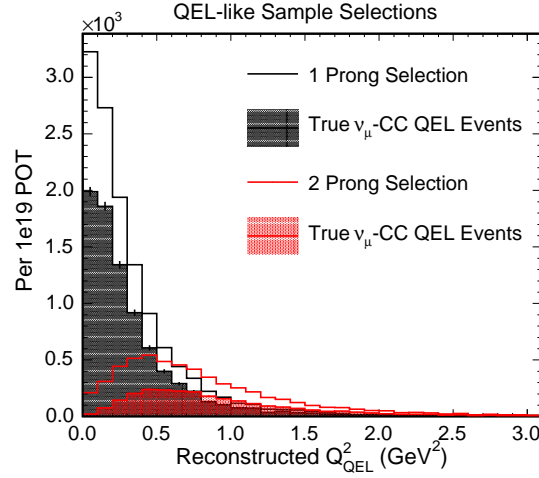 QEL-like Sample Selections
×10³
Per 1e19 POT
3.0
2.5
2.0
1.5
1.0
0.5
0.0
1 Prong Selection
True νμ-CC QEL Events
2 Prong Selection
True νμ-CC QEL Events
0.0 0.5 1.0 1.5 2.0 2.5 3.0
Reconstructed Q²QEL (GeV²)